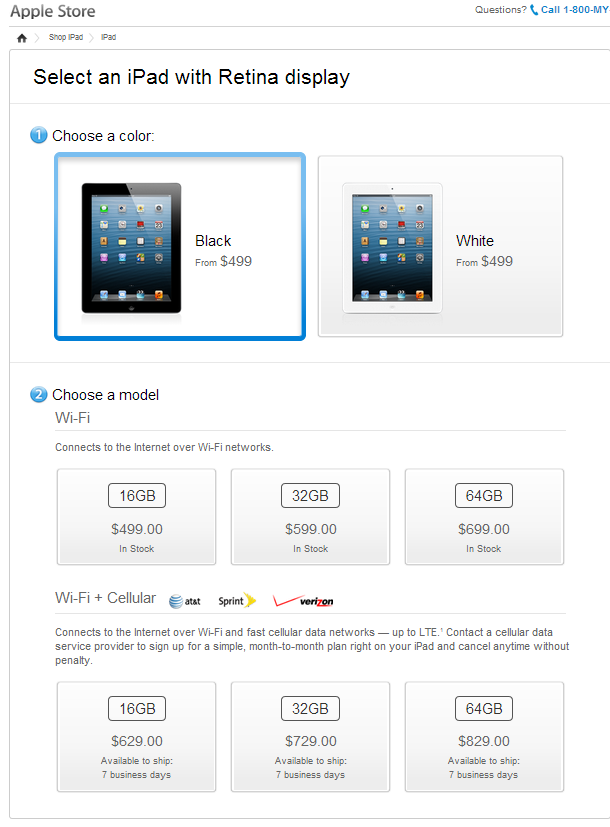 Apple Store
Questions? Call 1-800-MY
Shop iPad iPad
Select an iPad with Retina display
1 Choose a color:
Black
From $499
White
From $499
2 Choose a model
Wi-Fi
Connects to the Internet over Wi-Fi networks.
16GB
$499.00
In Stock
32GB
$599.00
In Stock
64GB
$699.00
In Stock
Wi-Fi + Cellular at&t Sprint verizon
Connects to the Internet over Wi-Fi and fast cellular data networks — up to LTE.¹ Contact a cellular data
service provider to sign up for a simple, month-to-month plan right on your iPad and cancel anytime without
penalty.
16GB
$629.00
Available to ship:
7 business days
32GB
$729.00
Available to ship:
7 business days
64GB
$829.00
Available to ship:
7 business days